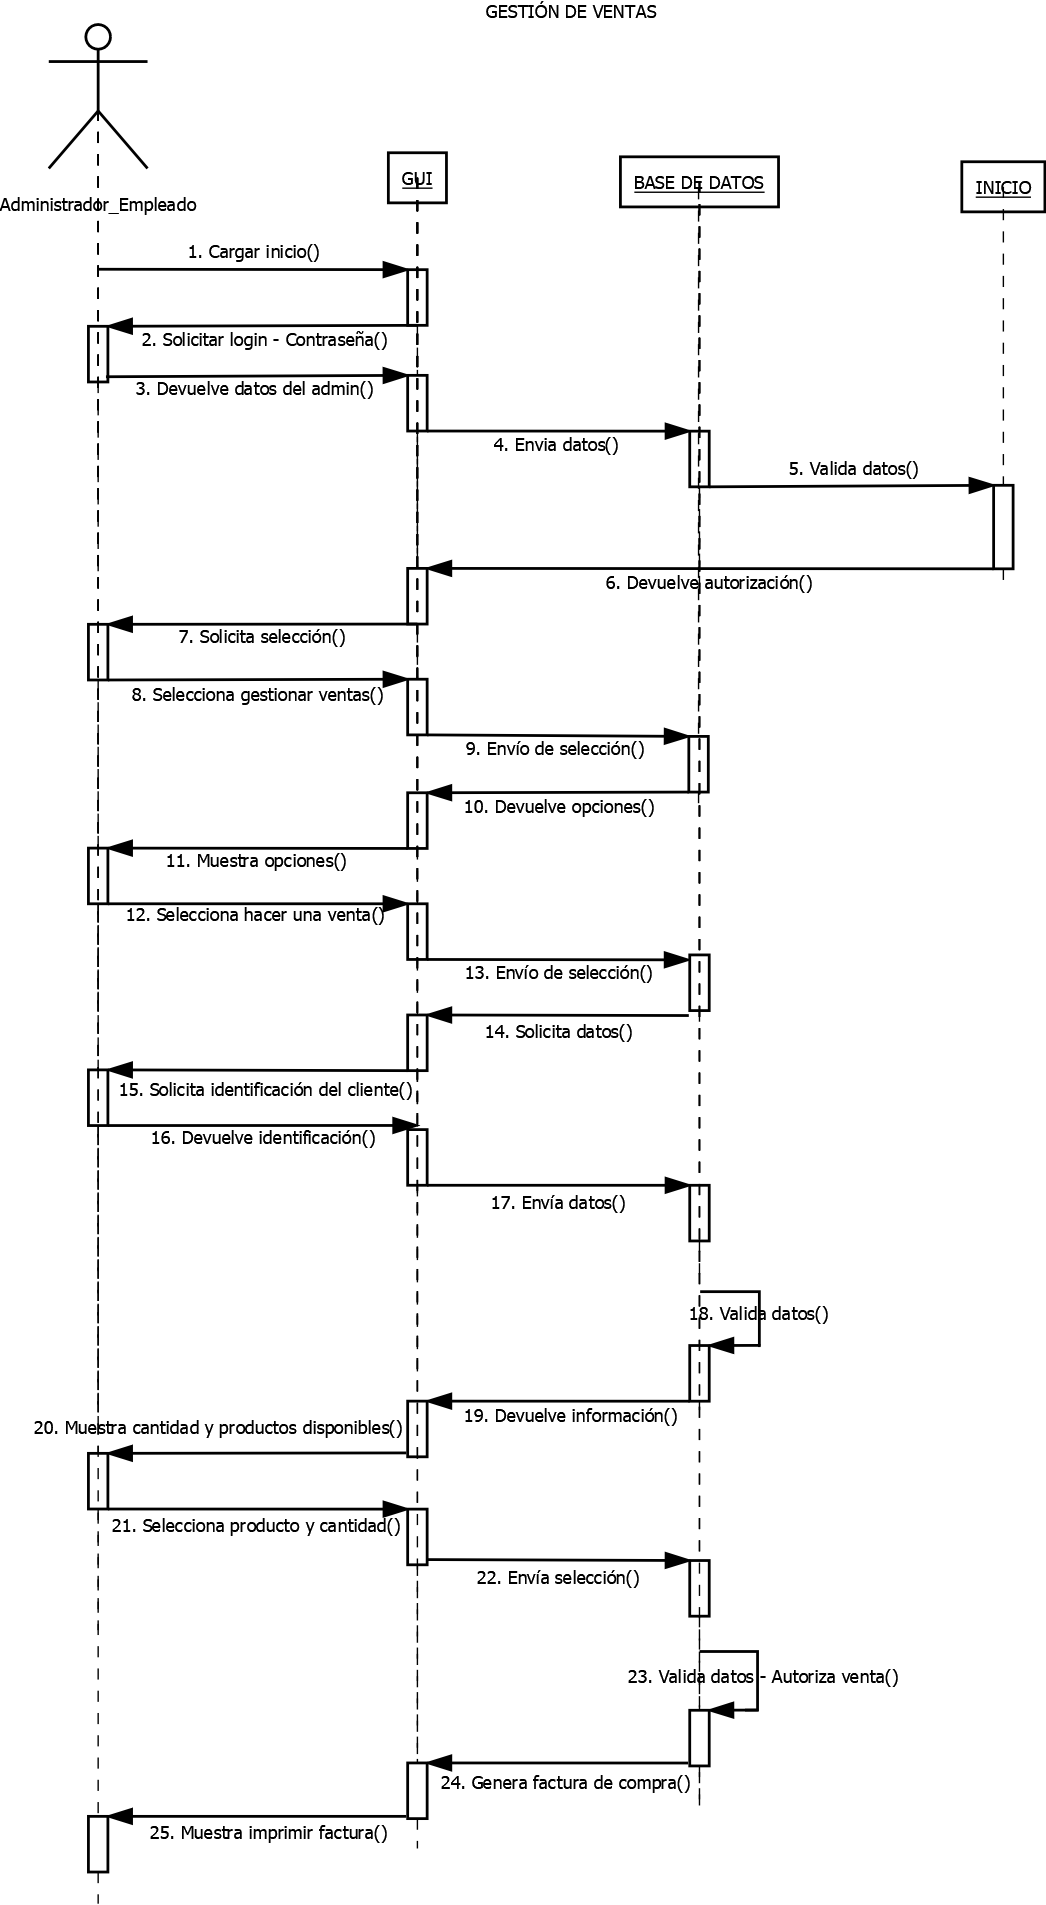 GESTIÓN DE VENTAS
GUI
BASE DE DATOS
INICIO
Administrador_Empleado
1. Cargar inicio()
2. Solicitar login - Contraseña()
3. Devuelve datos del admin()
4. Envia datos()
5. Valida datos()
6. Devuelve autorización()
7. Solicita selección()
8. Selecciona gestionar ventas()
9. Envío de selección()
10. Devuelve opciones()
11. Muestra opciones()
12. Selecciona hacer una venta()
13. Envío de selección()
14. Solicita datos()
15. Solicita identificación del cliente()
16. Devuelve identificación()
17. Envía datos()
18. Valida datos()
19. Devuelve información()
20. Muestra cantidad y productos disponibles()
21. Selecciona producto y cantidad()
22. Envía selección()
23. Valida datos - Autoriza venta()
24. Genera factura de compra()
25. Muestra imprimir factura()